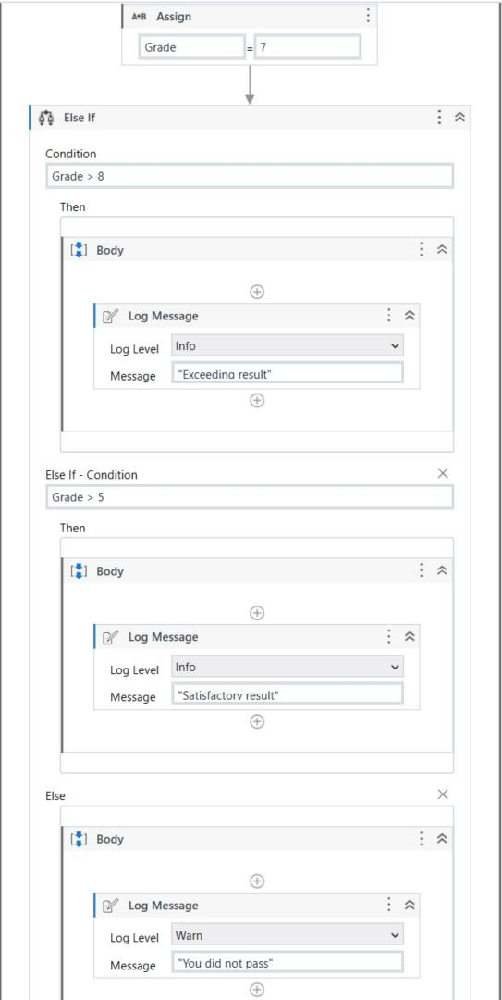 A*B Assign
Grade = 7
Else If
Condition
Grade > 8
Then
Body
Log Message
Log Level Info
Message "Exceeding result"
Else If - Condition
Grade > 5
Then
Body
Log Message
Log Level Info
Message "Satisfactory result"
Else
Body
Log Message
Log Level Warn
Message "You did not pass"